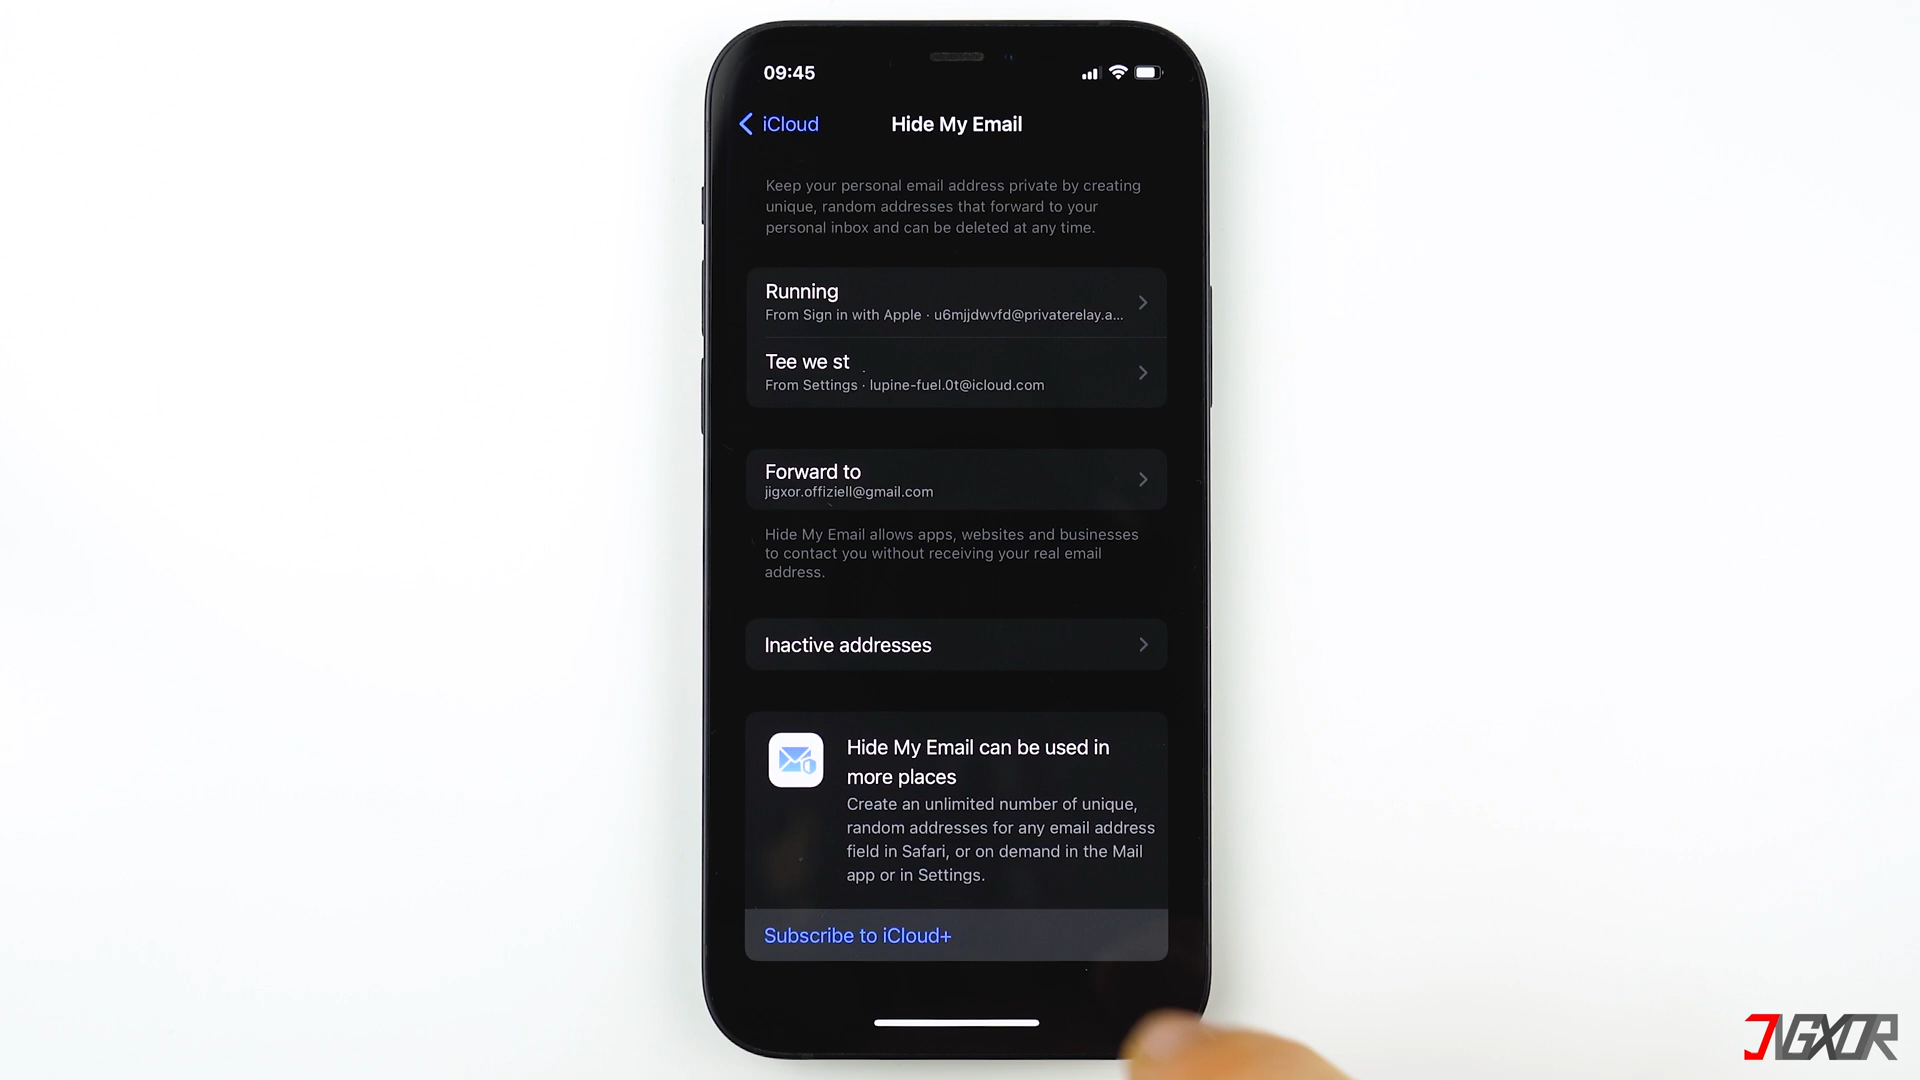 09:45
iCloud
Hide My Email
Keep your personal email address private by creating
unique, random addresses that forward to your
personal inbox and can be deleted at any time.
Running
From Sign in with Apple · u6mjjdwvfd@privaterelay.a...
Tee we st
From Settings · lupine-fuel.0t@icloud.com
Forward to
jigxor.offiziell@gmail.com
Hide My Email allows apps, websites and businesses
to contact you without receiving your real email
address.
Inactive addresses
Hide My Email can be used in
more places
Create an unlimited number of unique,
random addresses for any email address
field in Safari, or on demand in the Mail
app or in Settings.
Subscribe to iCloud+
JIGXOR